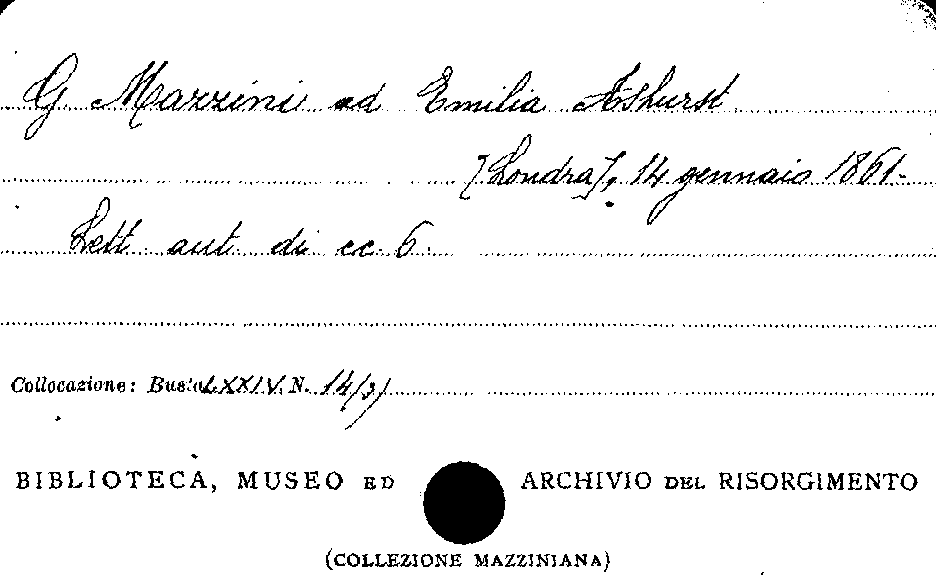 G. Mazzini ad Emilia Ashurst
[Londra], 14 gennaio 1861.
Lett. aut. di cc. 6.
Collocazione: Busta LXXIV N. 14/3)
BIBLIOTECA, MUSEO ED ARCHIVIO DEL RISORGIMENTO
(COLLEZIONE MAZZINIANA)